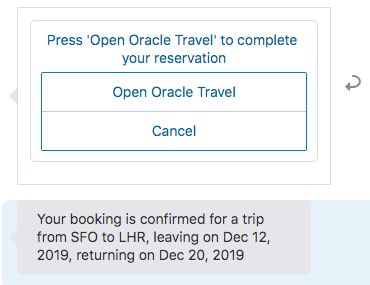 Press 'Open Oracle Travel' to complete
your reservation
Open Oracle Travel
Cancel
Your booking is confirmed for a trip
from SFO to LHR, leaving on Dec 12,
2019, returning on Dec 20, 2019